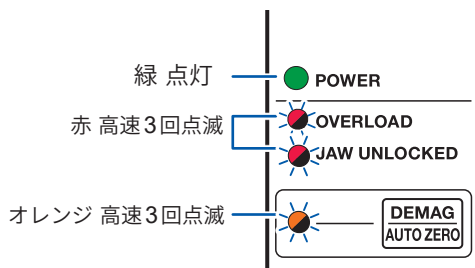 緑 点灯
POWER
赤 高速3回点滅
OVERLOAD
JAW UNLOCKED
オレンジ 高速3回点滅
DEMAG
AUTO ZERO